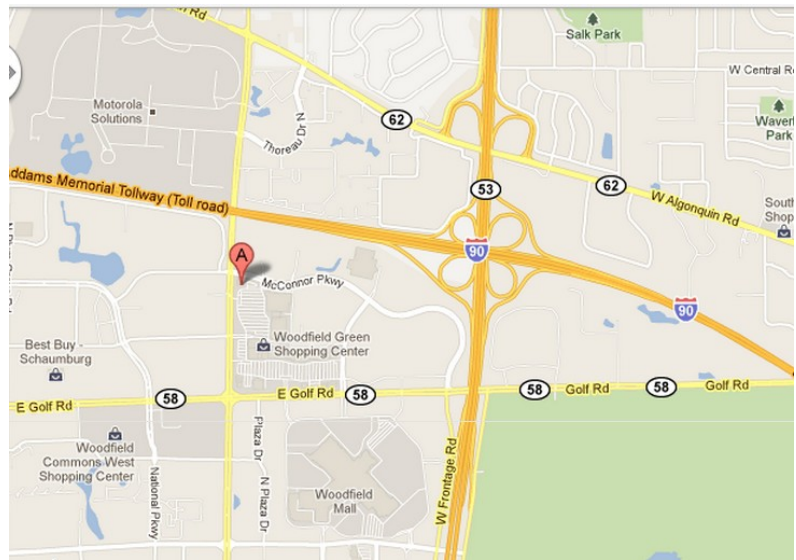 n Rd
Salk Park
W Central Ro
Motorola
Solutions
62
Waverl
Park
Thoreau Dr N
53
62
ddams Memorial Tollway (Toll road)
W Algonquin Rd
South
Shop
A
90
McConnor Pkwy
90
Woodfield Green
Shopping Center
Best Buy -
Schaumburg
58
Golf Rd
58
Golf Rd
E Golf Rd
58
E Golf Rd
58
Plaza Dr
N Plaza Dr
W Frontage Rd
Woodfield
Commons West
Shopping Center
National Pkwy
Woodfield
Mall